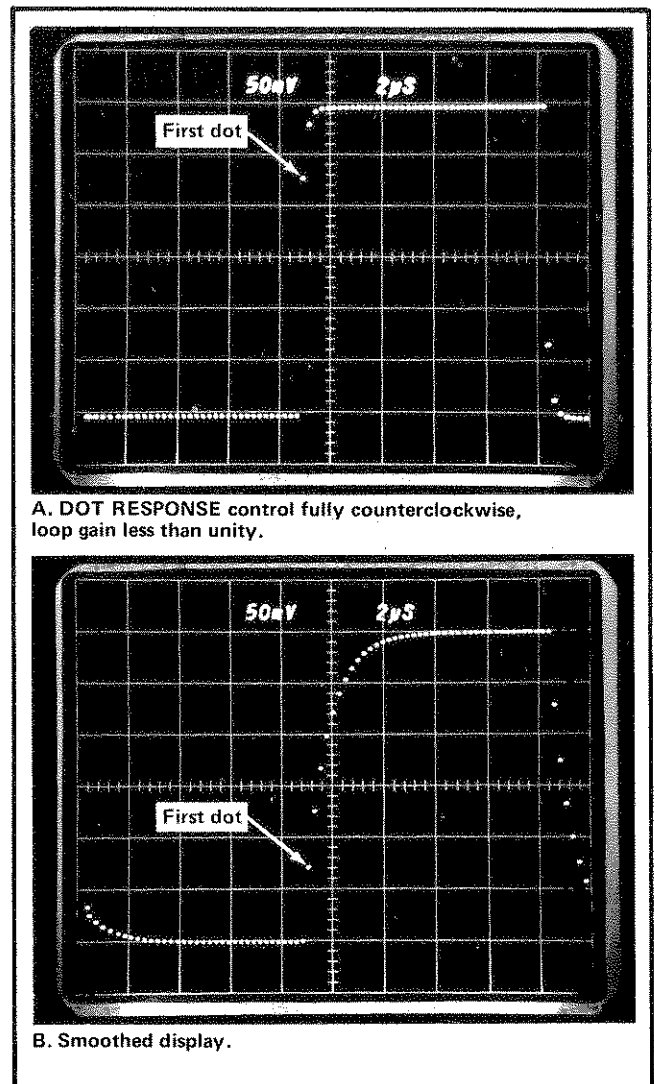 50mV 2µS
First dot
A. DOT RESPONSE control fully counterclockwise,
loop gain less than unity.
50mV 2µS
First dot
B. Smoothed display.